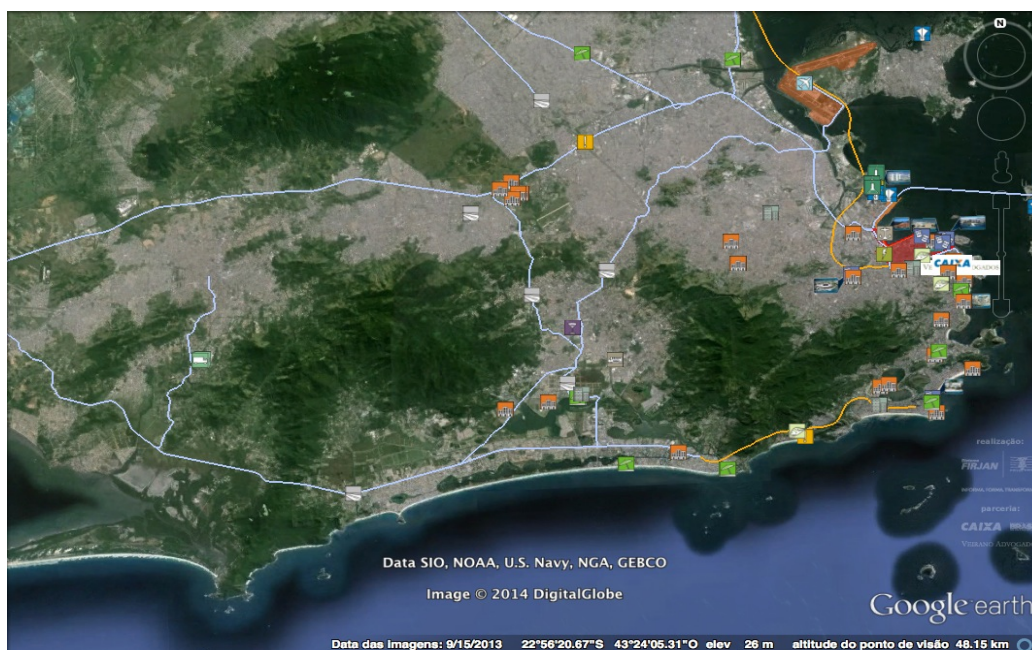 N
CAIXA
realização:
FIRJAN
parceria:
CAIXA
Data SIO, NOAA, U.S. Navy, NGA, GEBCO
Image © 2014 DigitalGlobe
Google earth
Data das imagens: 9/15/2013 22°56'20.67"S 43°24'05.31"O elev 26 m altitude do ponto de visão 48.15 km